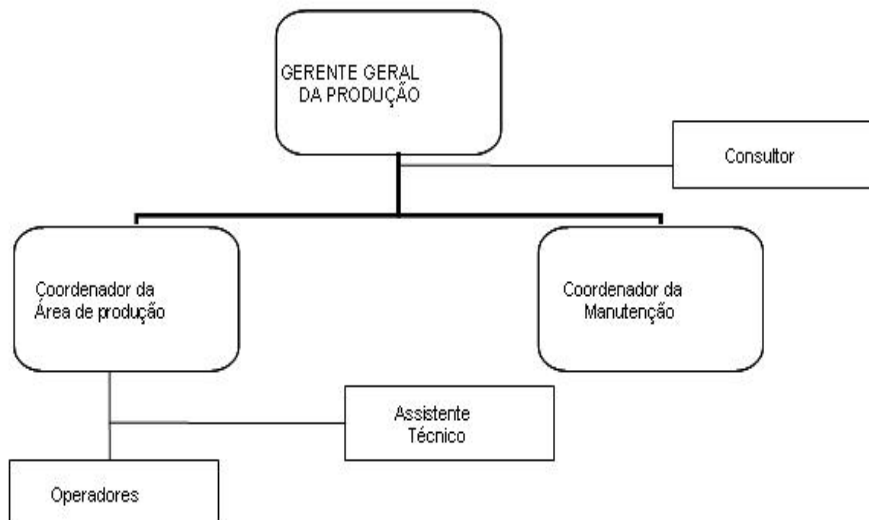 GERENTE GERAL
DA PRODUÇÃO
Consultor
Coordenador da
Área de produção
Coordenador da
Manutenção
Assistente
Técnico
Operadores